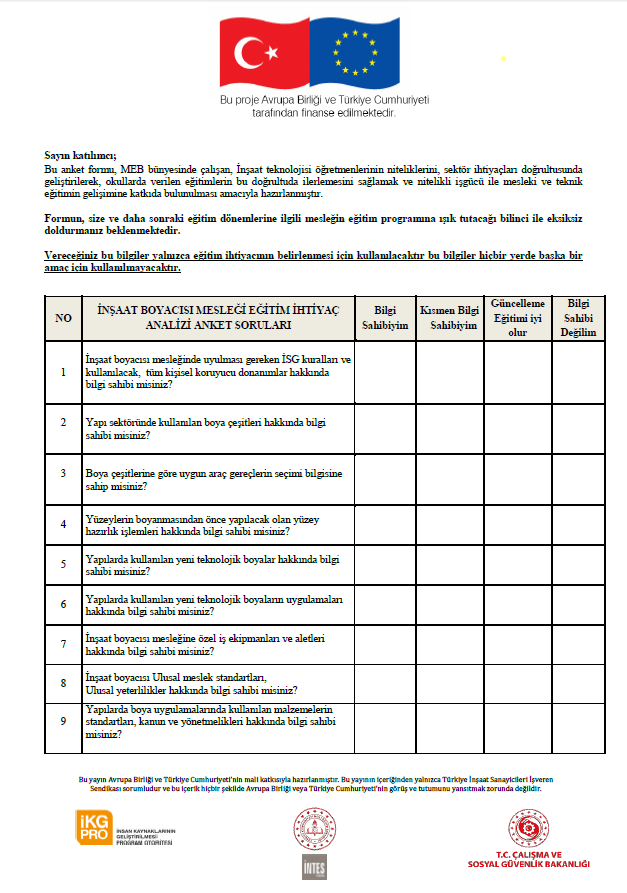 Bu proje Avrupa Birliği ve Türkiye Cumhuriyeti
tarafından finanse edilmektedir.
Sayın katılımcı;
Bu anket formu, MEB bünyesinde çalışan, İnşaat teknolojisi öğretmenlerinin niteliklerini, sektör ihtiyaçları doğrultusunda
geliştirilerek, okullarda verilen eğitimlerin bu doğrultuda ilerlemesini sağlamak ve nitelikli işgücü ile mesleki ve teknik
eğitimin gelişimine katkıda bulunulması amacıyla hazırlanmıştır.
Formun, size ve daha sonraki eğitim dönemlerine ilgili mesleğin eğitim programına ışık tutacağı bilinci ile eksiksiz
doldurmanız beklenmektedir.
Vereceğiniz bu bilgiler yalnızca eğitim ihtiyacının belirlenmesi için kullanılacaktır bu bilgiler hiçbir yerde başka bir
amaç için kullanılmayacaktır.
NO
İNŞAAT BOYACISI MESLEĞİ EĞİTİM İHTİYAÇ
ANALİZİ ANKET SORULARI
Bilgi
Sahibiyim
Kısmen Bilgi
Sahibiyim
Güncelleme
Eğitimi iyi
olur
Bilgi
Sahibi
Değilim
1
İnşaat boyacısı mesleğinde uyulması gereken İSG kuralları ve
kullanılacak, tüm kişisel koruyucu donanımlar hakkında
bilgi sahibi misiniz?
2
Yapı sektöründe kullanılan boya çeşitleri hakkında bilgi
sahibi misiniz?
3
Boya çeşitlerine göre uygun araç gereçlerin seçimi bilgisine
sahip misiniz?
4
Yüzeylerin boyanmasından önce yapılacak olan yüzey
hazırlık işlemleri hakkında bilgi sahibi misiniz?
5
Yapılarda kullanılan yeni teknolojik boyalar hakkında bilgi
sahibi misiniz?
6
Yapılarda kullanılan yeni teknolojik boyaların uygulamaları
hakkında bilgi sahibi misiniz?
7
İnşaat boyacısı mesleğine özel iş ekipmanları ve aletleri
hakkında bilgi sahibi misiniz?
8
İnşaat boyacısı Ulusal meslek standartları,
Ulusal yeterlilikler hakkında bilgi sahibi misiniz?
9
Yapılarda boya uygulamalarında kullanılan malzemelerin
standartları, kanun ve yönetmelikleri hakkında bilgi sahibi
misiniz?
Bu yayın Avrupa Birliği ve Türkiye Cumhuriyeti'nin mali katkısıyla hazırlanmıştır. Bu yayının içeriğinden yalnızca Türkiye İnşaat Sanayicileri İşveren
Sendikası sorumludur ve bu içerik hiçbir şekilde Avrupa Birliği veya Türkiye Cumhuriyeti'nin görüş ve tutumunu yansıtmak zorunda değildir.
iKG
PRO
İNSAN KAYNAKLARININ
GELİŞTİRİLMESİ
PROGRAM OTORİTESİ
İNTES
T.C. ÇALIŞMA VE
SOSYAL GÜVENLİK BAKANLIĞI